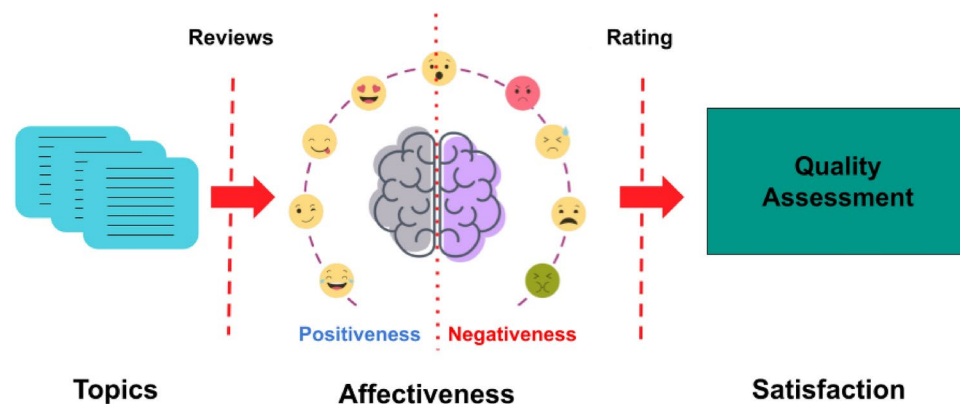 Reviews
Rating
Quality
Assessment
Positiveness
Negativeness
Topics
Affectiveness
Satisfaction